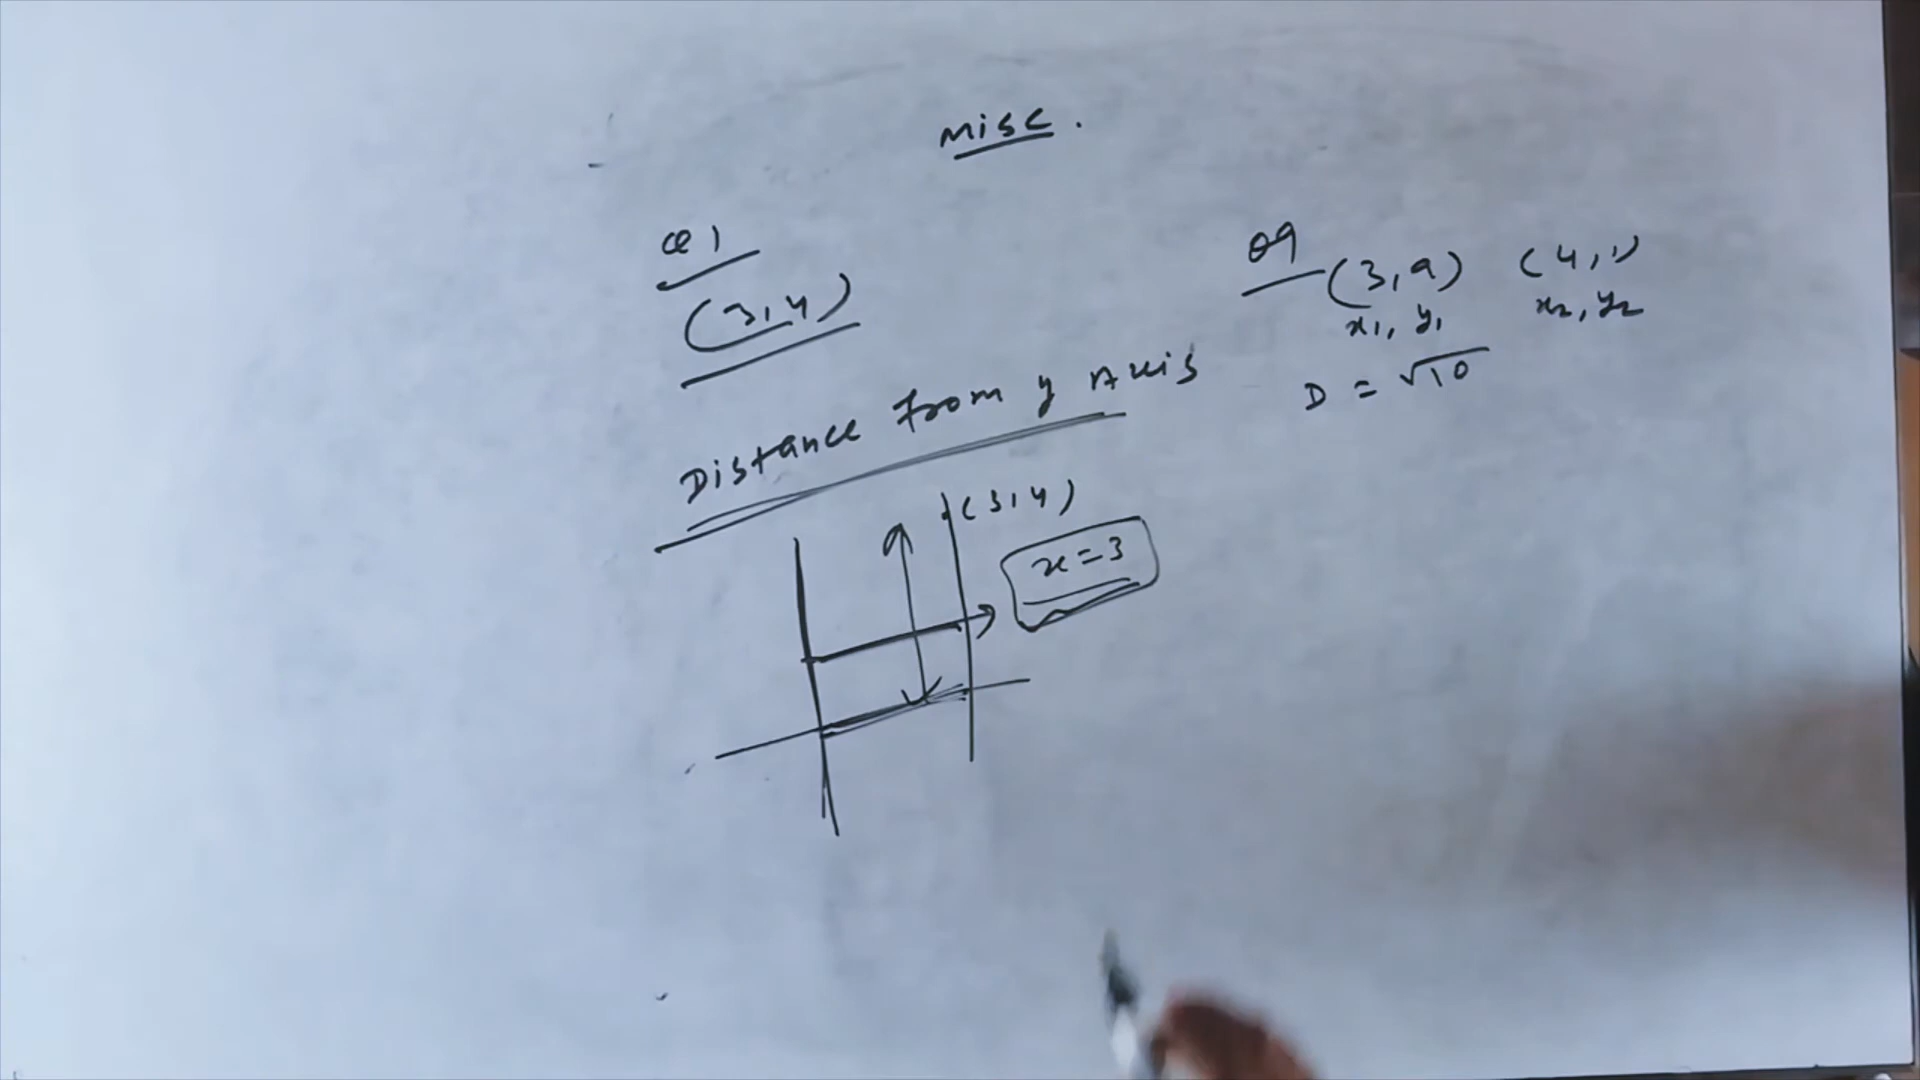 Misc.
Q1
(3,4)
Distance from y Axis
(3,4)
x=3
Q9 (3,a) (4,1)
x1, y1 x2, y2
D = √10